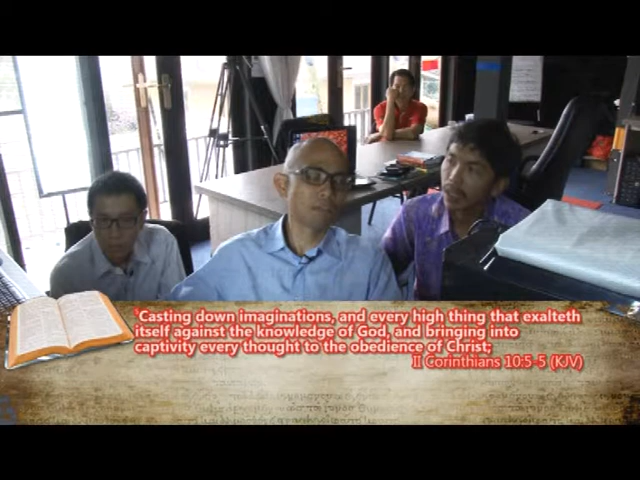 ⁵Casting down imaginations, and every high thing that exalteth
itself against the knowledge of God, and bringing into
captivity every thought to the obedience of Christ;
II Corinthians 10:5-5 (KJV)